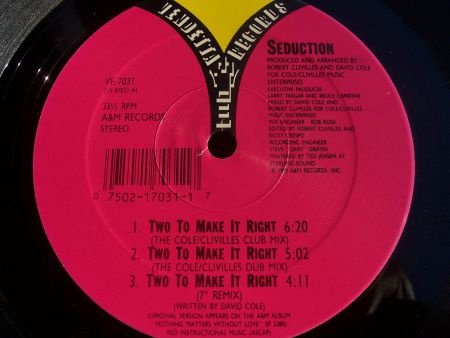 VENDETTA RECORDS
club
SEDUCTION
PRODUCED AND ARRANGED BY
ROBERT CLIVILLES AND DAVID COLE
FOR COLE/CLIVILLES MUSIC
ENTERPRISES
EXECUTIVE PRODUCER
LARRY YASGAR AND BRUCE CARBONE
MIXED BY DAVID COLE AND
ROBERT CLIVILLES FOR COLE/CLIVILLES
MUSIC ENTERPRISES
MIX ENGINEER - BOB ROSA
EDITED BY ROBERT CLIVILLES AND
RICKY CRESPO
RECORDING ENGINEER -
STEVE "GRIFF" GRIFFIN
MASTERED BY TED JENSEN AT
STERLING SOUND
A&M RECORDS, INC.
VE-7031
(VE-07031-A)
33⅓ RPM
A&M RECORDS
STEREO
0 7502-17031-1 7
1. TWO TO MAKE IT RIGHT 6:20
(THE COLE/CLIVILLES CLUB MIX)
2. TWO TO MAKE IT RIGHT 5:02
(THE COLE/CLIVILLES DUB MIX)
3. TWO TO MAKE IT RIGHT 4:11
(7" REMIX)
(WRITTEN BY DAVID COLE)
(ORIGINAL VERSION APPEARS ON THE A&M ALBUM
"NOTHING MATTERS WITHOUT LOVE" SP 5280)
RED INSTRUCTIONAL MUSIC (ASCAP)